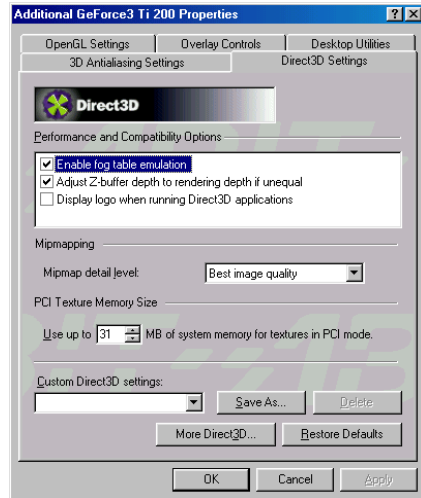 Additional GeForce3 Ti 200 Properties
OpenGL Settings
Overlay Controls
Desktop Utilities
3D Antialiasing Settings
Direct3D Settings
Direct3D
Performance and Compatibility Options
Enable fog table emulation
Adjust Z-buffer depth to rendering depth if unequal
Display logo when running Direct3D applications
Mipmapping
Mipmap detail level:
Best image quality
PCI Texture Memory Size
Use up to 31 MB of system memory for textures in PCI mode.
Custom Direct3D settings:
Save As...
Delete
More Direct3D...
Restore Defaults
OK
Cancel
Apply